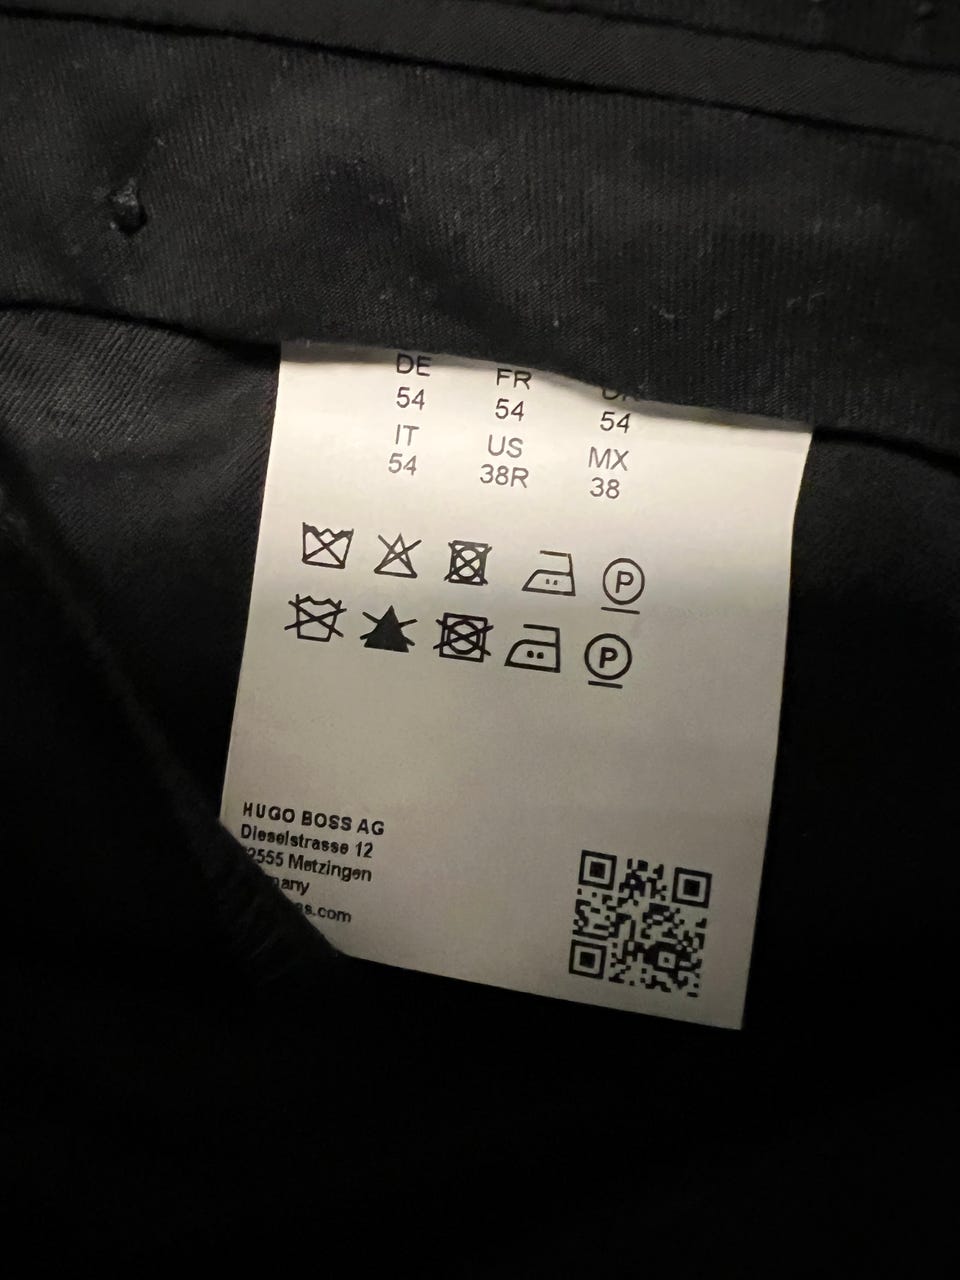 DE FR
54 54 54
IT US MX
54 38R 38
P
P
HUGO BOSS AG
Dieselstrasse 12
Metzingen